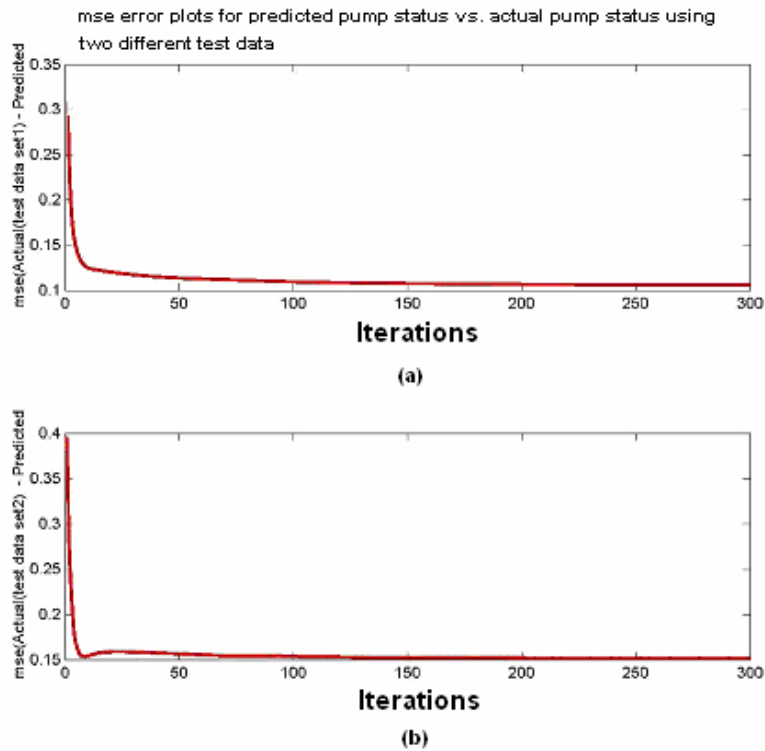 mse error plots for predicted pump status vs. actual pump status using
two different test data
mse(Actual(test data set1) - Predicted
0.35
0.3
0.25
0.2
0.15
0.1
0 50 100 150 200 250 300
Iterations
(a)
mse(Actual(test data set2) - Predicted
0.4
0.35
0.3
0.25
0.2
0.15
0 50 100 150 200 250 300
Iterations
(b)